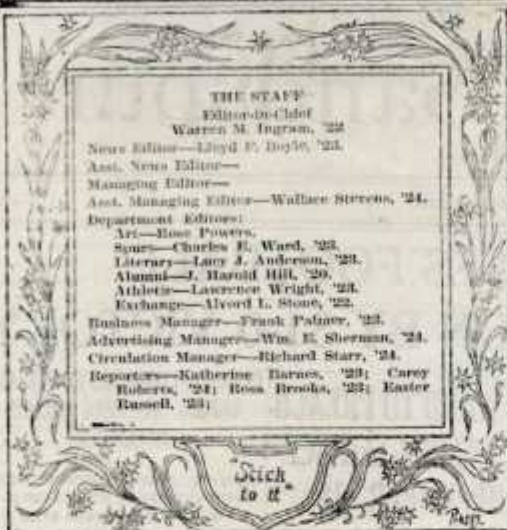 THE STAFF
Editor-in-Chief
Warren M. Ingram, '22
News Editor—Lloyd F. Doyle, '23.
Asst. News Editor—
Managing Editor—
Asst. Managing Editor—Wallace Stevens, '24.
Department Editors:
Art—Rose Powers.
Spurs—Charles E. Ward, '23.
Literary—Lucy J. Anderson, '23.
Alumni—J. Harold Hill, '20.
Athletic—Lawrence Wright, '23.
Exchange—Alvord L. Stone, '22.
Business Manager—Frank Palmer, '23.
Advertising Manager—Wm. E. Sherman, '24.
Circulation Manager—Richard Starr, '24.
Reporters—Katherine Barnes, '23; Carey
Roberts, '24; Ross Brooks, '23; Easter
Russell, '23;
"Stick
to it"